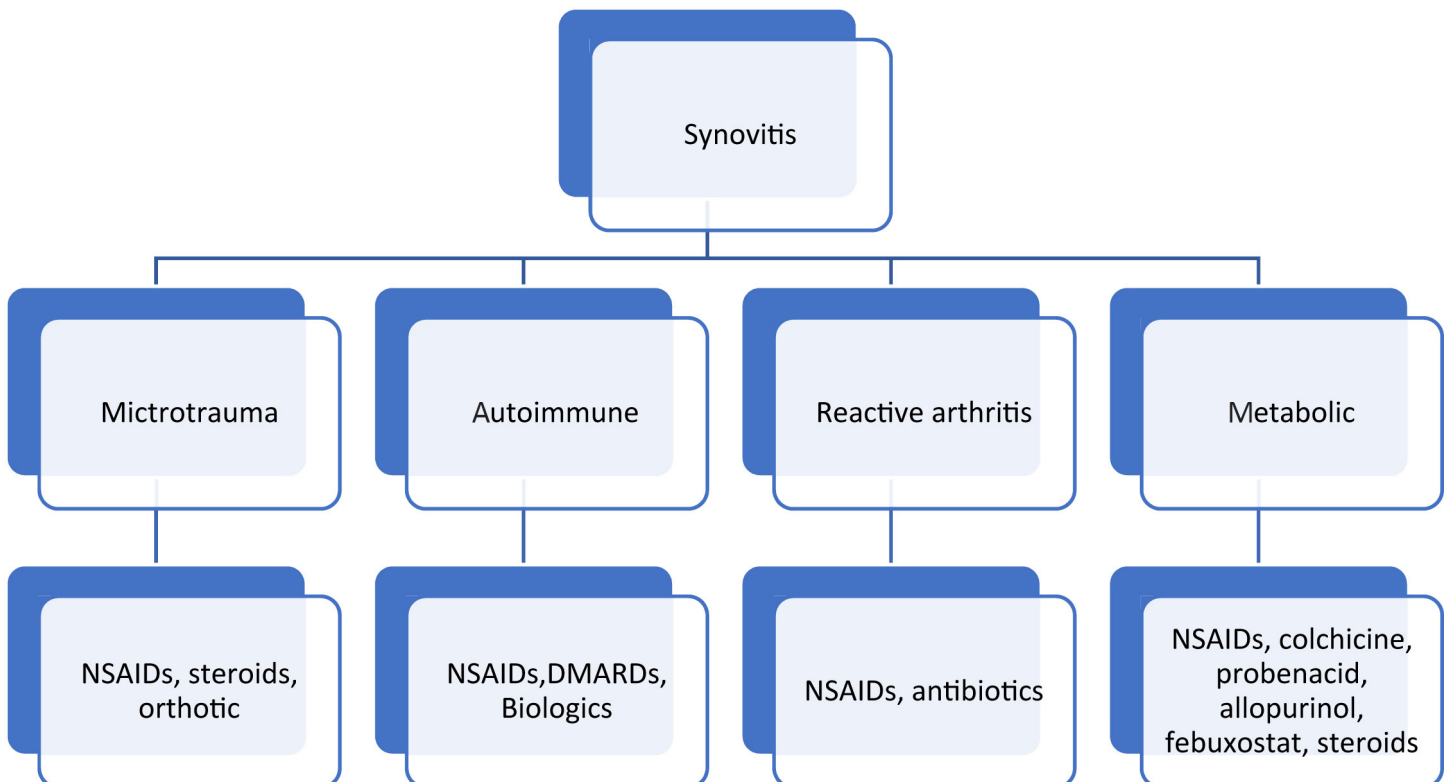 Synovitis
Mictrotrauma
Autoimmune
Reactive arthritis
Metabolic
NSAIDs, steroids,
orthotic
NSAIDs,DMARDs,
Biologics
NSAIDs, antibiotics
NSAIDs, colchicine,
probenacid,
allopurinol,
febuxostat, steroids